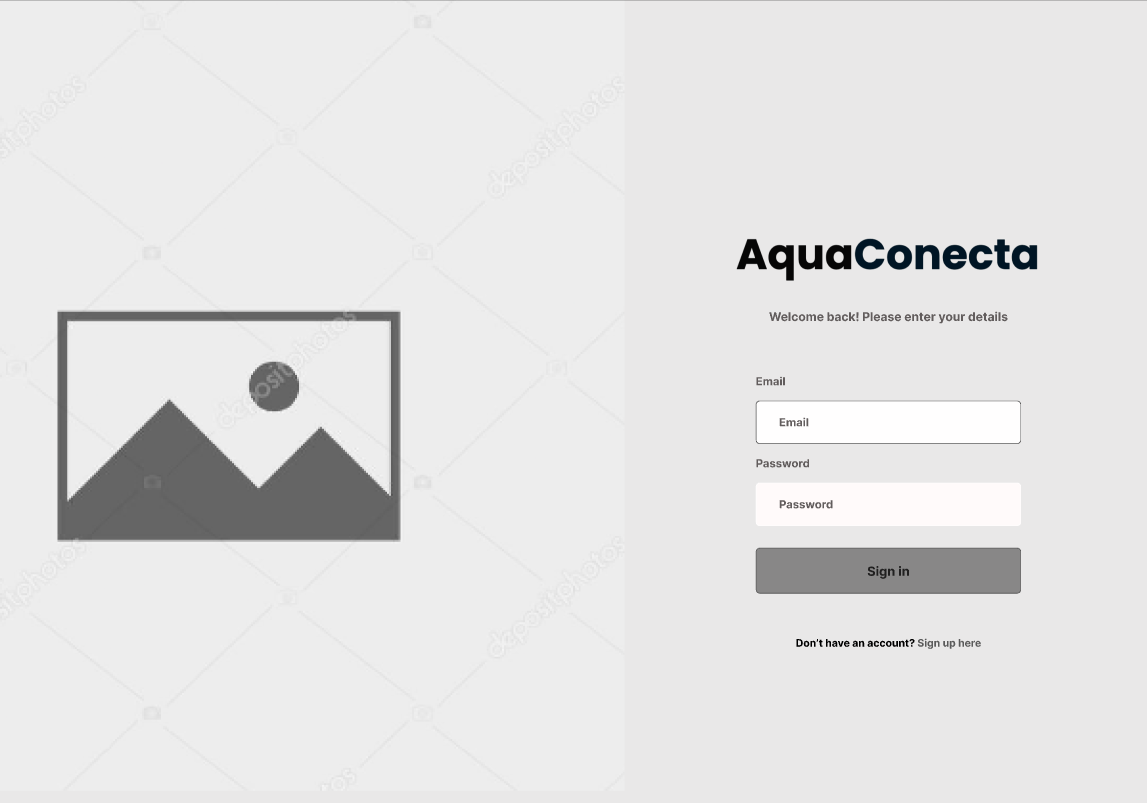 depositphotos
depositphotos
AquaConecta
depositphotos
Welcome back! Please enter your details
Email
Email
Password
Password
depositphotos
depositphotos
Sign in
Don't have an account? Sign up here